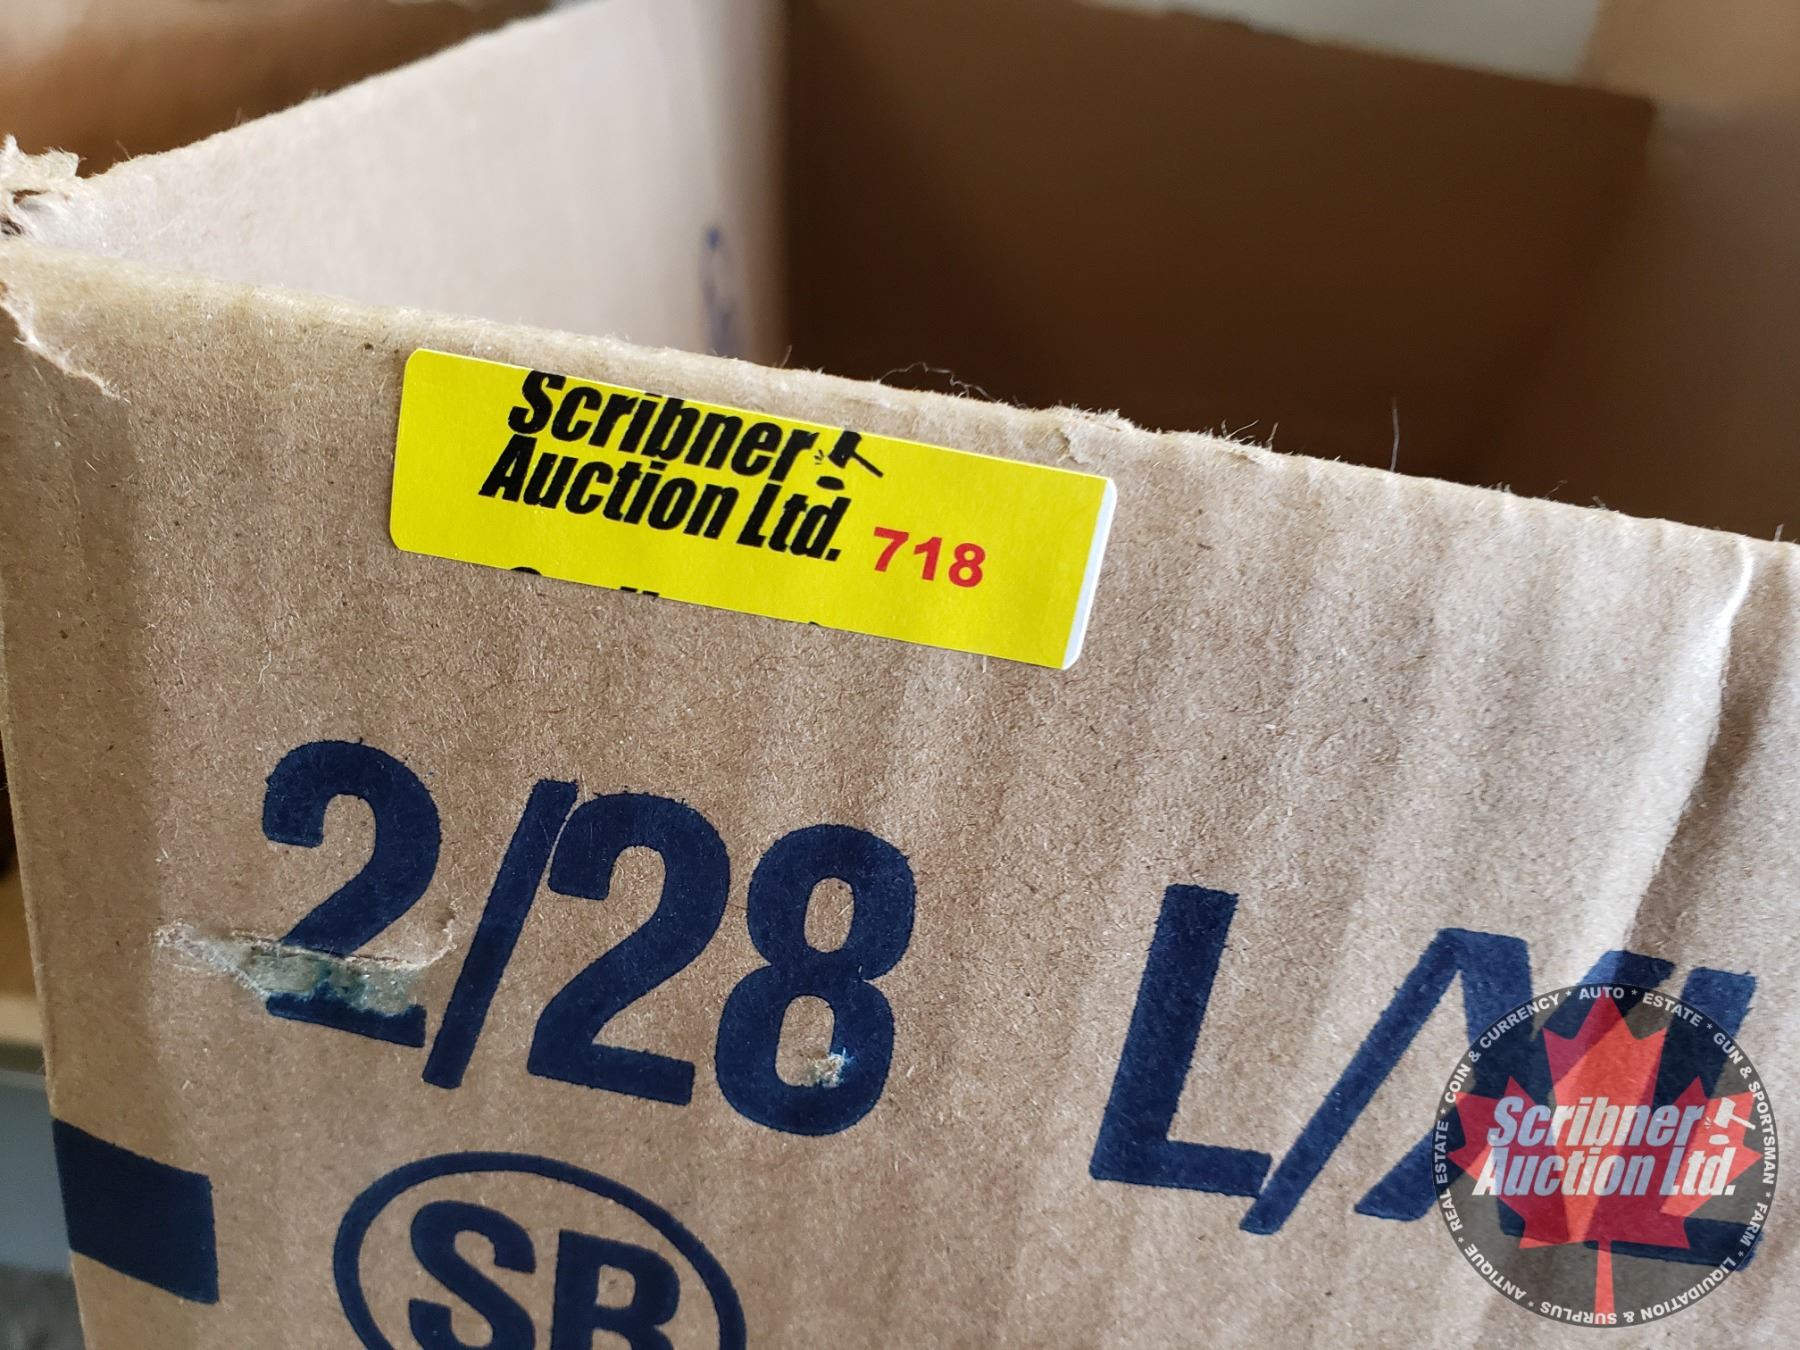 Scribner
Auction Ltd. 718
2/28 L/XL
SB
REAL ESTATE * COIN & CURRENCY * AUTO * ESTATE * GUN & SPORTSMAN * FARM * LIQUIDATION & SURPLUS * ANTIQUE *
Scribner
Auction Ltd.